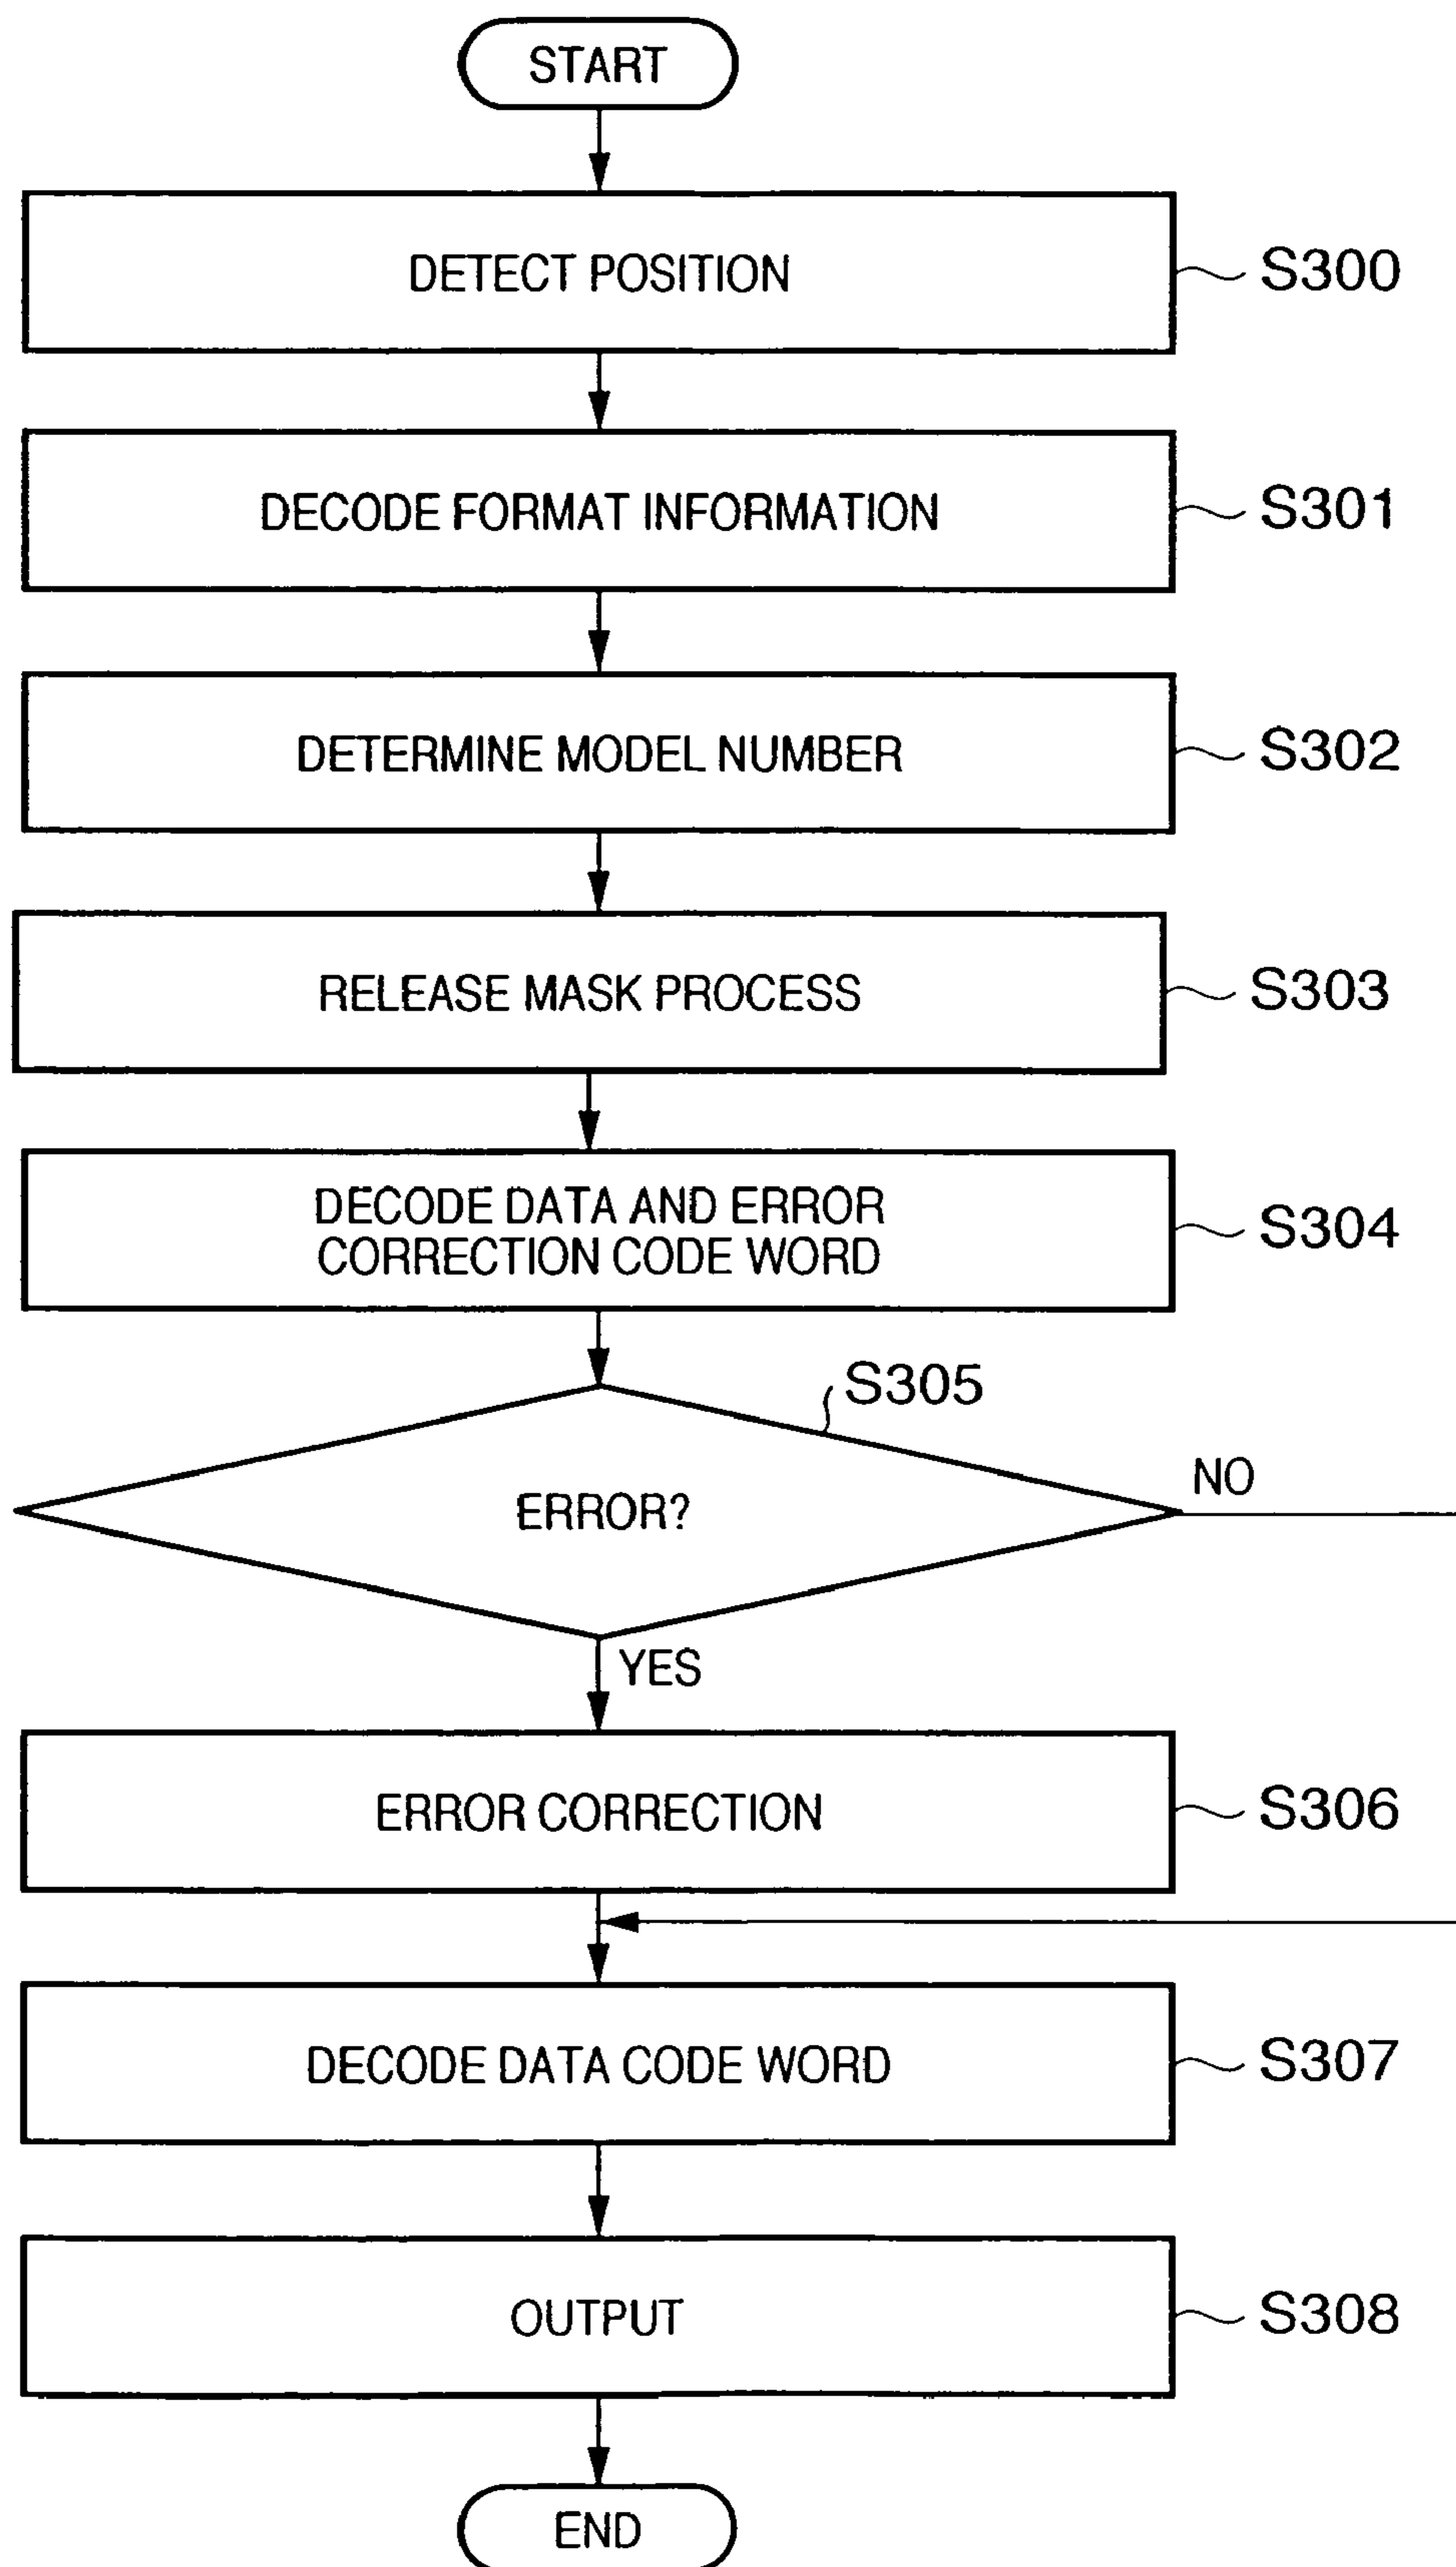 START
DETECT POSITION
S300
DECODE FORMAT INFORMATION
S301
DETERMINE MODEL NUMBER
S302
RELEASE MASK PROCESS
S303
DECODE DATA AND ERROR
CORRECTION CODE WORD
S304
S305
ERROR?
NO
YES
ERROR CORRECTION
S306
DECODE DATA CODE WORD
S307
OUTPUT
S308
END